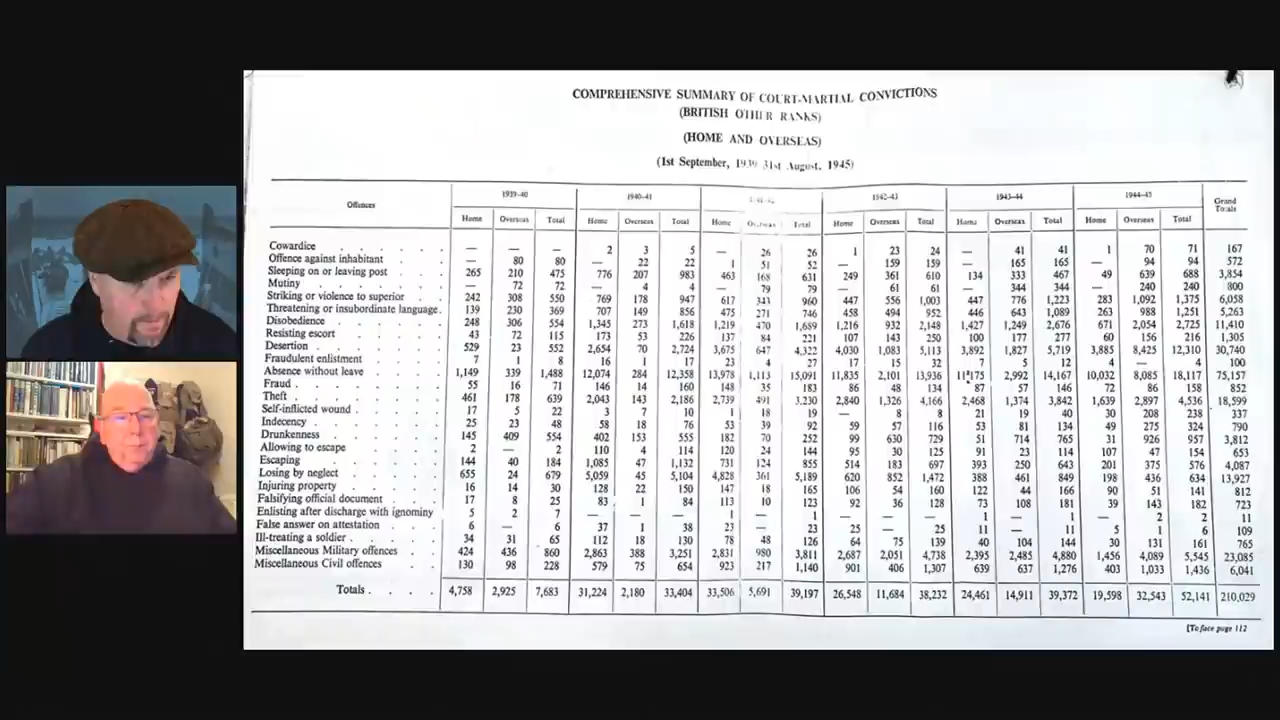 COMPREHENSIVE SUMMARY OF COURT-MARTIAL CONVICTIONS
(BRITISH OTHER RANKS)
(HOME AND OVERSEAS)
(1st September, 1939 31st August, 1945)
Offences 1939-40 1940-41 1942-43 1943-44 1944-45 Grand Totals
Home Overseas Total Home Overseas Total Home Overseas Total Home Overseas Total Home Overseas Total Home Overseas Total
Cowardice — — — 2 3 5 — 26 26 1 23 24 — 41 41 1 70 71 167
Offence against inhabitant — 80 80 — 22 22 1 51 52 — 159 159 — 165 165 — 94 94 572
Sleeping on or leaving post 265 210 475 776 207 983 463 168 631 249 361 610 134 333 467 49 639 688 3,854
Mutiny — 72 72 — 4 4 — 79 79 — 61 61 — 344 344 — 240 240 800
Striking or violence to superior 242 308 550 769 178 947 617 343 960 447 556 1,003 447 776 1,223 283 1,092 1,375 6,058
Threatening or insubordinate language 139 230 369 707 149 856 475 271 746 458 494 952 446 643 1,089 263 988 1,251 5,263
Disobedience 248 306 554 1,345 273 1,618 1,219 470 1,689 1,216 932 2,148 1,427 1,249 2,676 671 2,054 2,725 11,410
Resisting escort 43 72 115 173 53 226 137 84 221 107 143 250 100 177 277 60 156 216 1,305
Desertion 529 23 552 2,654 70 2,724 3,675 647 4,322 4,030 1,083 5,113 3,892 1,827 5,719 3,885 8,425 12,310 30,740
Fraudulent enlistment 7 1 8 16 1 17 23 4 27 17 15 32 7 5 12 4 — 4 100
Absence without leave 1,149 339 1,488 12,074 284 12,358 13,978 1,113 15,091 11,835 2,101 13,936 11,175 2,992 14,167 10,032 8,085 18,117 75,157
Fraud 55 16 71 146 14 160 148 35 183 86 48 134 87 57 146 72 86 158 852
Theft 461 178 639 2,043 143 2,186 2,739 491 3,230 2,840 1,326 4,166 2,468 1,374 3,842 1,639 2,897 4,536 18,599
Self-inflicted wound 17 5 22 3 7 10 1 18 19 — 8 8 21 19 40 30 208 238 337
Indecency 25 23 48 58 18 76 53 39 92 59 57 116 53 81 134 49 275 324 790
Drunkenness 145 409 554 402 153 555 182 70 252 99 630 729 51 714 765 31 926 957 3,812
Allowing to escape 2 — 2 110 4 114 120 24 144 95 30 125 91 23 114 107 47 154 653
Escaping 144 40 184 1,085 47 1,132 731 124 855 514 183 697 393 250 643 201 375 576 4,087
Losing by neglect 655 24 679 5,059 45 5,104 4,828 361 5,189 620 852 1,472 388 461 849 198 436 634 13,927
Injuring property 16 14 30 128 22 150 147 18 165 106 54 160 122 44 166 90 51 141 812
Falsifying official document 17 8 25 83 1 84 113 10 123 92 36 128 73 108 181 39 143 182 723
Enlisting after discharge with ignominy 5 2 7 — — — 1 — 1 — — — 1 — 1 — 2 2 11
False answer on attestation 6 — 6 37 1 38 23 — 23 25 — 25 11 — 11 5 1 6 109
Ill-treating a soldier 34 31 65 112 18 130 78 48 126 64 75 139 40 104 144 30 131 161 765
Miscellaneous Military offences 424 436 860 2,863 388 3,251 2,831 980 3,811 2,687 2,051 4,738 2,395 2,485 4,880 1,456 4,089 5,545 23,085
Miscellaneous Civil offences 130 98 228 579 75 654 923 217 1,140 901 406 1,307 639 637 1,276 403 1,033 1,436 6,041
Totals 4,758 2,925 7,683 31,224 2,180 33,404 33,506 5,691 39,197 26,548 11,684 38,232 24,461 14,911 39,372 19,598 32,543 52,141 210,029
[To face page 112